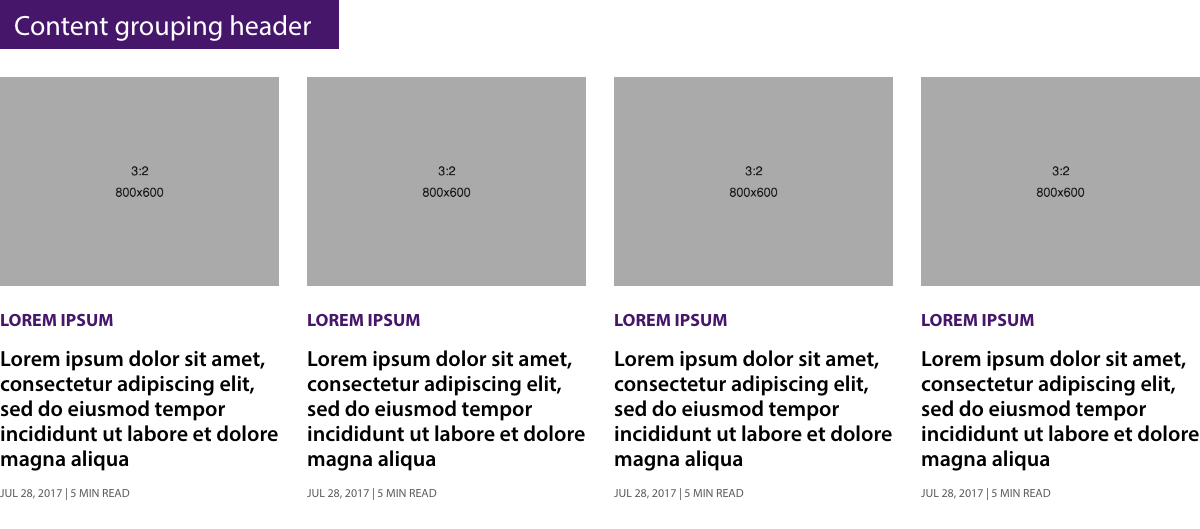 Content grouping header
3:2
800x600
LOREM IPSUM
Lorem ipsum dolor sit amet,
consectetur adipiscing elit,
sed do eiusmod tempor
incididunt ut labore et dolore
magna aliqua
JUL 28, 2017 | 5 MIN READ
3:2
800x600
LOREM IPSUM
Lorem ipsum dolor sit amet,
consectetur adipiscing elit,
sed do eiusmod tempor
incididunt ut labore et dolore
magna aliqua
JUL 28, 2017 | 5 MIN READ
3:2
800x600
LOREM IPSUM
Lorem ipsum dolor sit amet,
consectetur adipiscing elit,
sed do eiusmod tempor
incididunt ut labore et dolore
magna aliqua
JUL 28, 2017 | 5 MIN READ
3:2
800x600
LOREM IPSUM
Lorem ipsum dolor sit amet,
consectetur adipiscing elit,
sed do eiusmod tempor
incididunt ut labore et dolore
magna aliqua
JUL 28, 2017 | 5 MIN READ